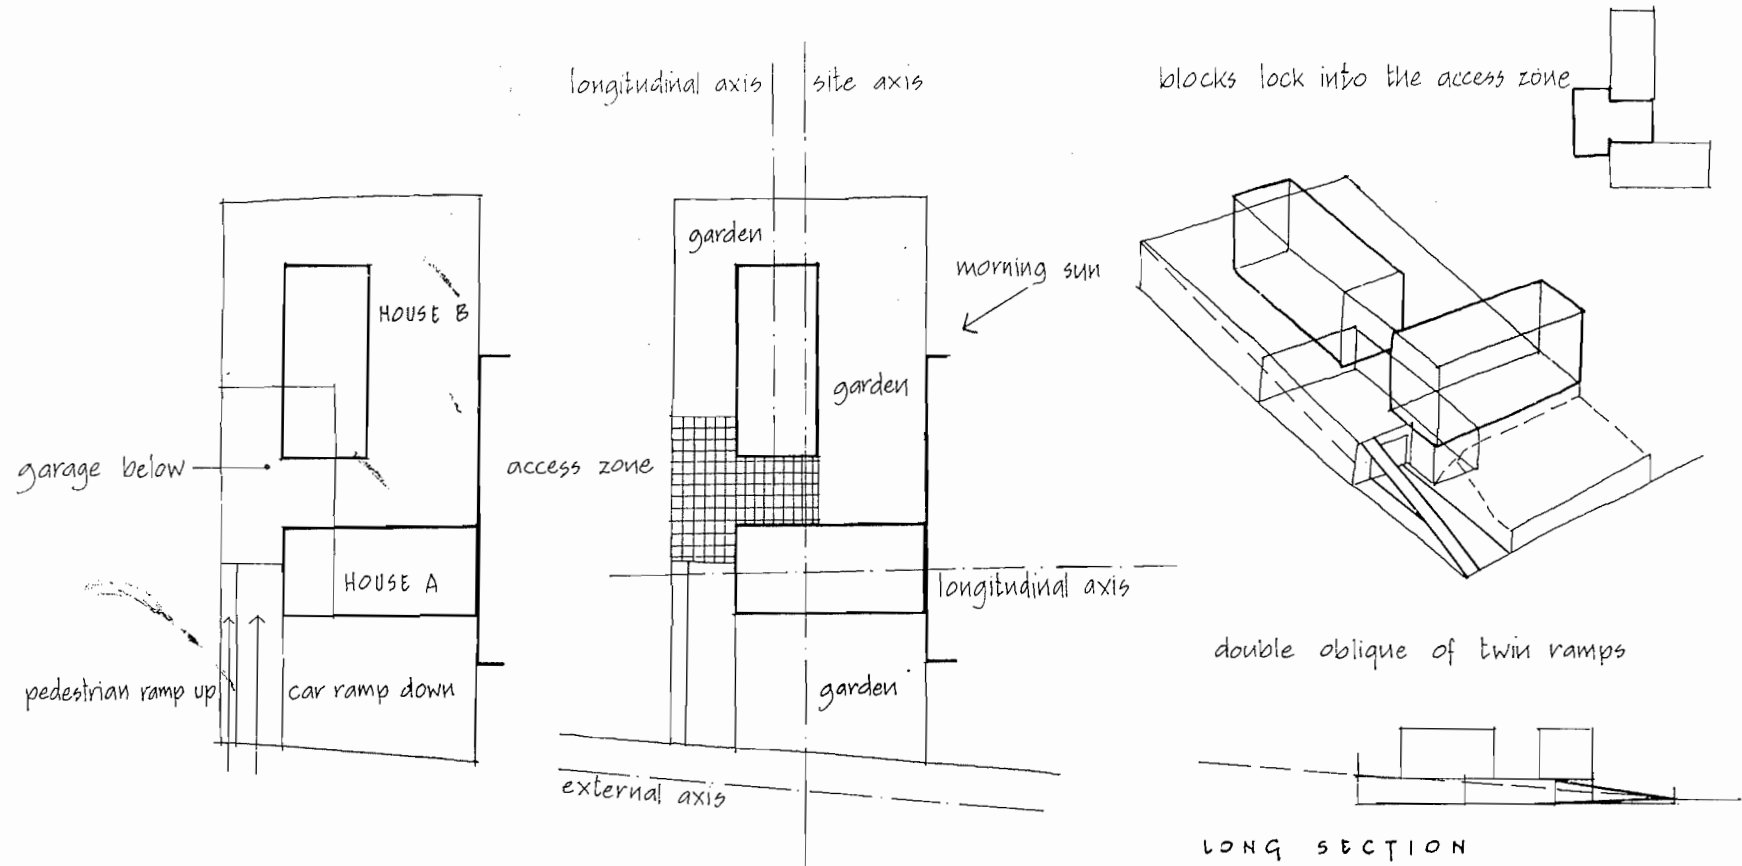 longitudinal axis
site axis
blocks lock into the access zone
garden
morning sun
HOUSE B
garden
garage below
access zone
HOUSE A
longitudinal axis
double oblique of twin ramps
pedestrian ramp up
car ramp down
garden
external axis
LONG SECTION